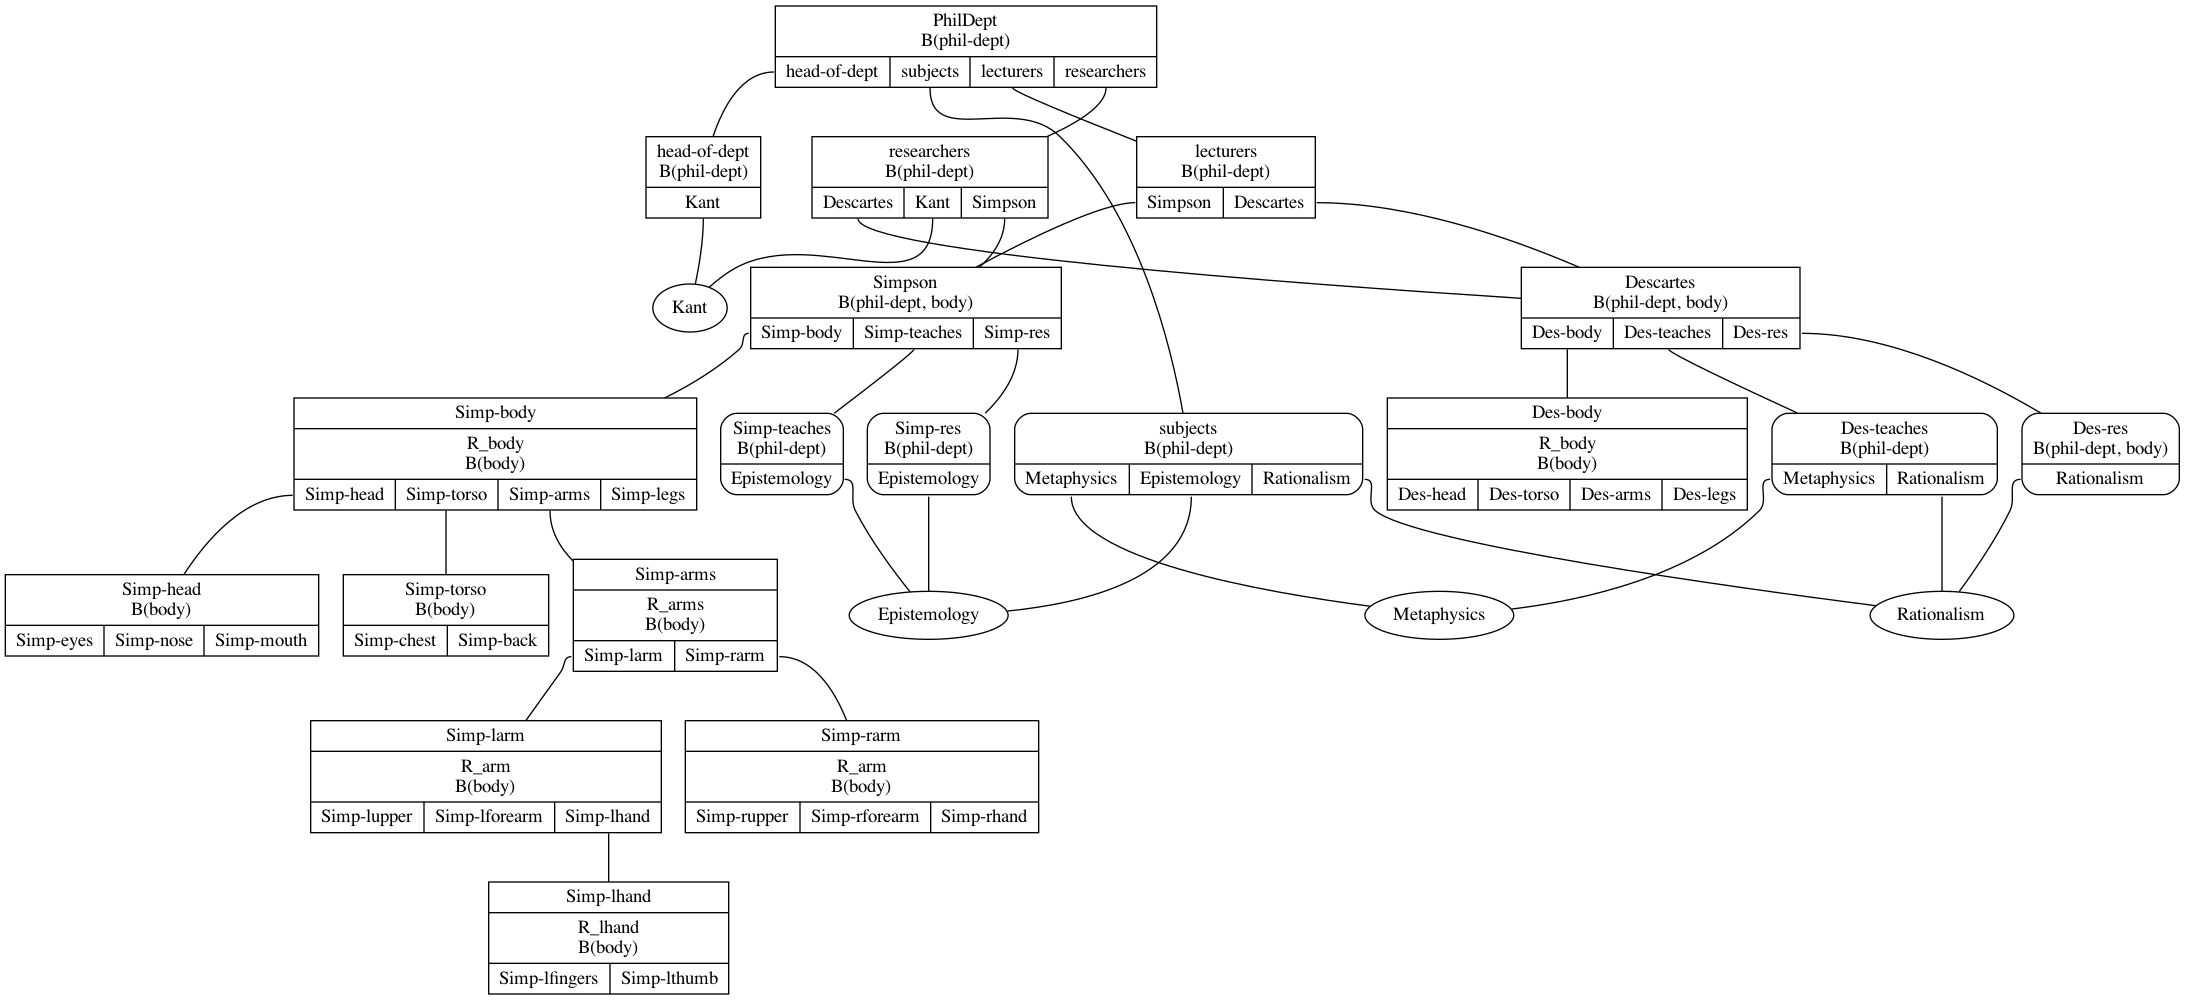 PhilDept
B(phil-dept)
head-of-dept subjects lecturers researchers
head-of-dept
B(phil-dept)
Kant
researchers
B(phil-dept)
Descartes Kant Simpson
lecturers
B(phil-dept)
Simpson Descartes
Kant
Simpson
B(phil-dept, body)
Simp-body Simp-teaches Simp-res
Descartes
B(phil-dept, body)
Des-body Des-teaches Des-res
Simp-body
R_body
B(body)
Simp-head Simp-torso Simp-arms Simp-legs
Simp-teaches
B(phil-dept)
Epistemology
Simp-res
B(phil-dept)
Epistemology
subjects
B(phil-dept)
Metaphysics Epistemology Rationalism
Des-body
R_body
B(body)
Des-head Des-torso Des-arms Des-legs
Des-teaches
B(phil-dept)
Metaphysics Rationalism
Des-res
B(phil-dept, body)
Rationalism
Simp-head
B(body)
Simp-eyes Simp-nose Simp-mouth
Simp-torso
B(body)
Simp-chest Simp-back
Simp-arms
R_arms
B(body)
Simp-larm Simp-rarm
Epistemology
Metaphysics
Rationalism
Simp-larm
R_arm
B(body)
Simp-lupper Simp-lforearm Simp-lhand
Simp-rarm
R_arm
B(body)
Simp-rupper Simp-rforearm Simp-rhand
Simp-lhand
R_lhand
B(body)
Simp-lfingers Simp-lthumb